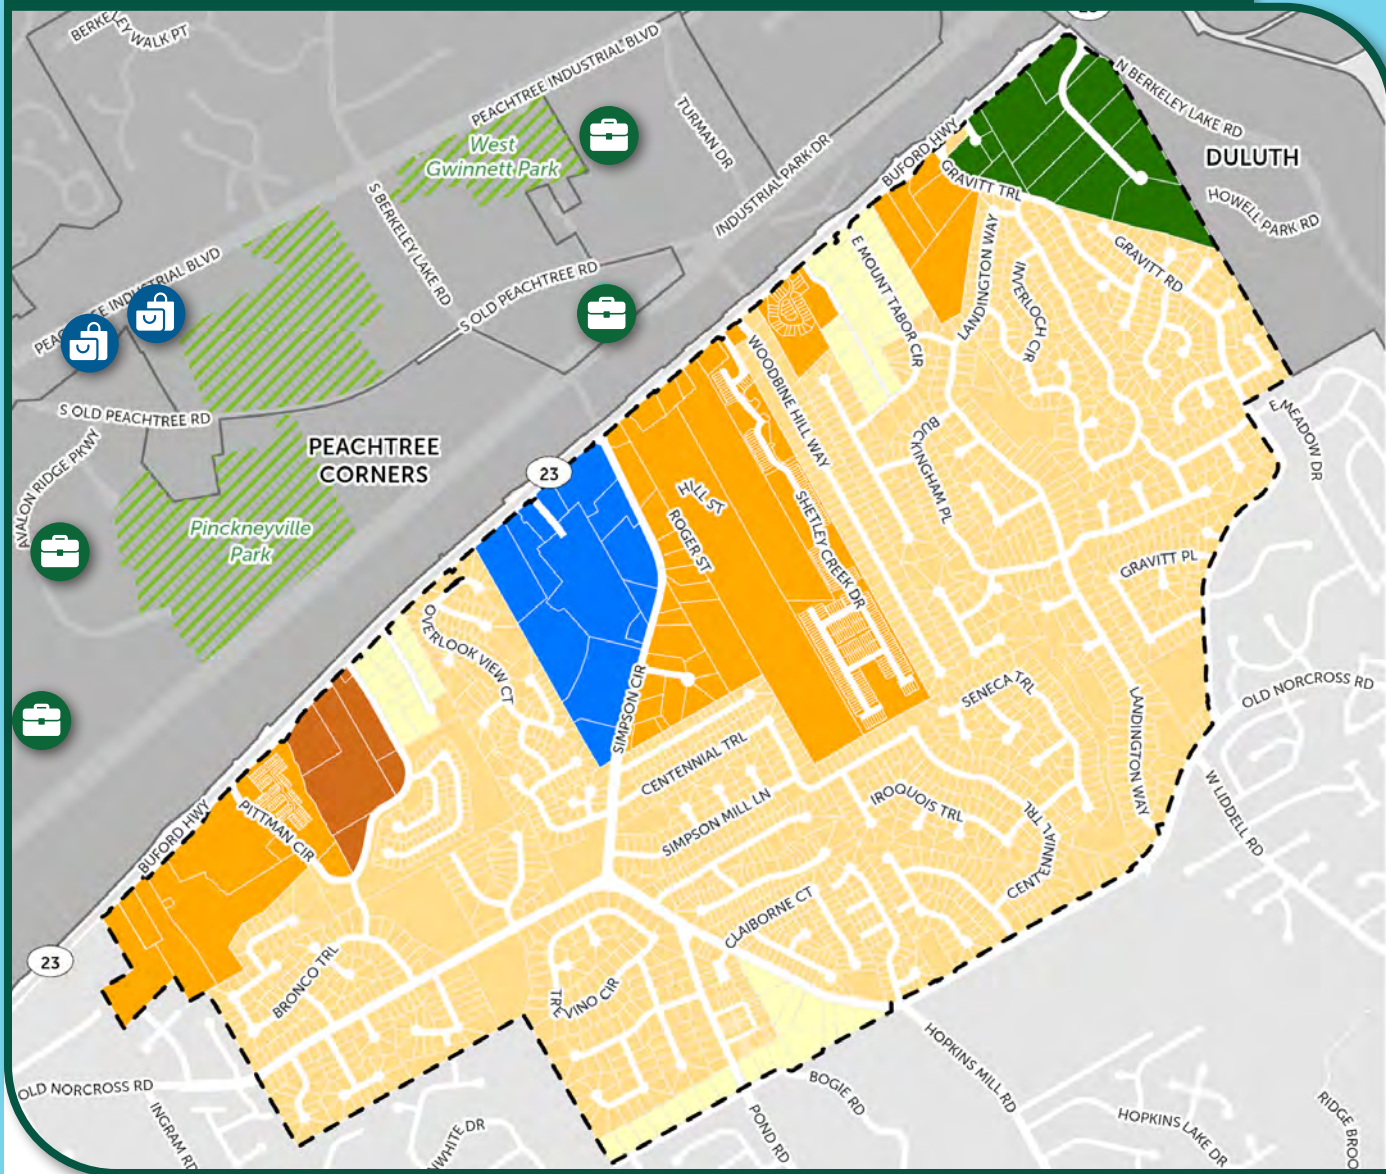 WALK PT
PEACHTREE INDUSTRIAL BLVD
TURMAN DR
N BERKELEY LAKE RD
West
Gwinnett Park
INDUSTRIAL PARK DR
BUFORD HWY
DULUTH
GRAVITT TRL
HOWELL PARK RD
S BERKELEY LAKE RD
E MOUNT TABOR CIR
LANDINGTON WAY
INVERLOCH CIR
GRAVITT RD
PEACHTREE INDUSTRIAL BLVD
S OLD PEACHTREE RD
WOODBINE HILL WAY
S OLD PEACHTREE RD
E MEADOW DR
BUCKINGHAM PL
AVALON RIDGE PKWY
PEACHTREE
CORNERS
23
HILL ST
ROGER ST
SHETLEY CREEK DR
Pinckneyville
Park
GRAVITT PL
OVERLOOK VIEW CT
SIMPSON CIR
SENECA TRL
OLD NORCROSS RD
LANDINGTON WAY
CENTENNIAL TRL
SIMPSON MILL LN
IROQUOIS TRL
W LIDDELL RD
BUFORD HWY
PITTMAN CIR
CENTENNIAL TRL
CLAIBORNE CT
23
BRONCO TRL
TREVINO CIR
OLD NORCROSS RD
INGRAM RD
HOPKINS MILL RD
BOGIE RD
POND RD
HOPKINS LAKE DR